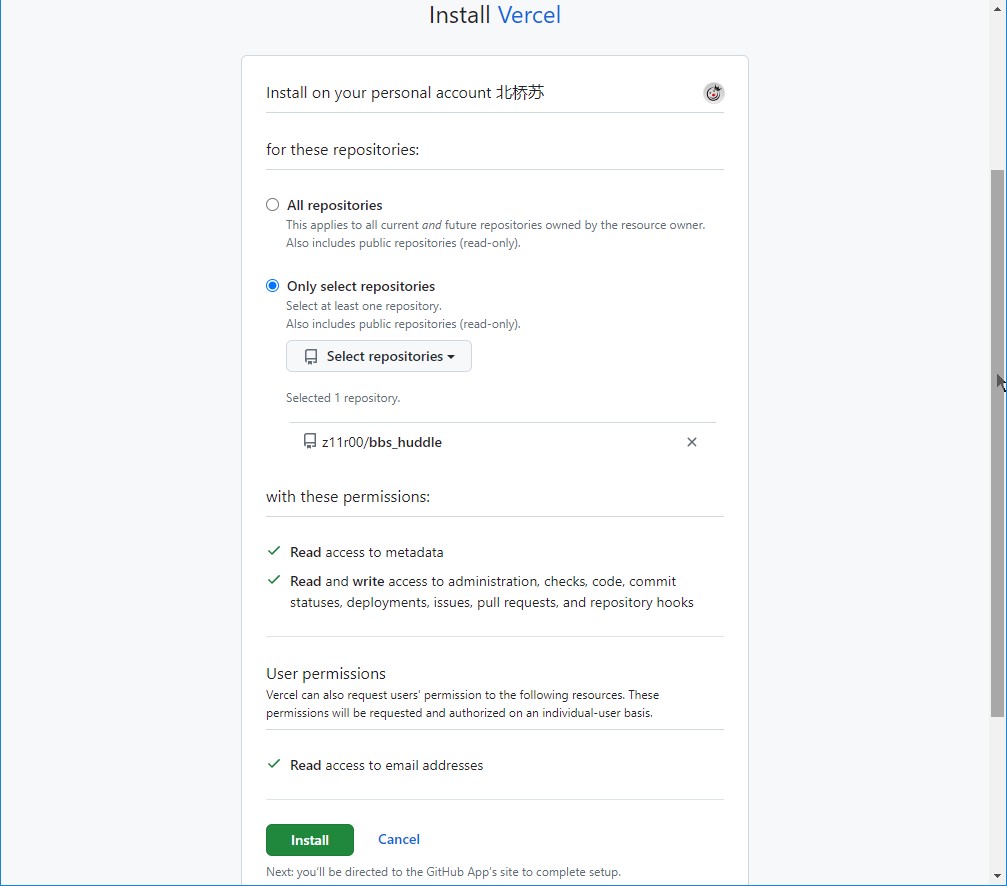 Install Vercel
Install on your personal account 北桥苏
for these repositories:
All repositories
This applies to all current and future repositories owned by the resource owner.
Also includes public repositories (read-only).
Only select repositories
Select at least one repository.
Also includes public repositories (read-only).
Select repositories
Selected 1 repository.
z11r00/bbs_huddle
with these permissions:
Read access to metadata
Read and write access to administration, checks, code, commit
statuses, deployments, issues, pull requests, and repository hooks
User permissions
Vercel can also request users' permission to the following resources. These
permissions will be requested and authorized on an individual-user basis.
Read access to email addresses
Install Cancel
Next: you'll be directed to the GitHub App's site to complete setup.